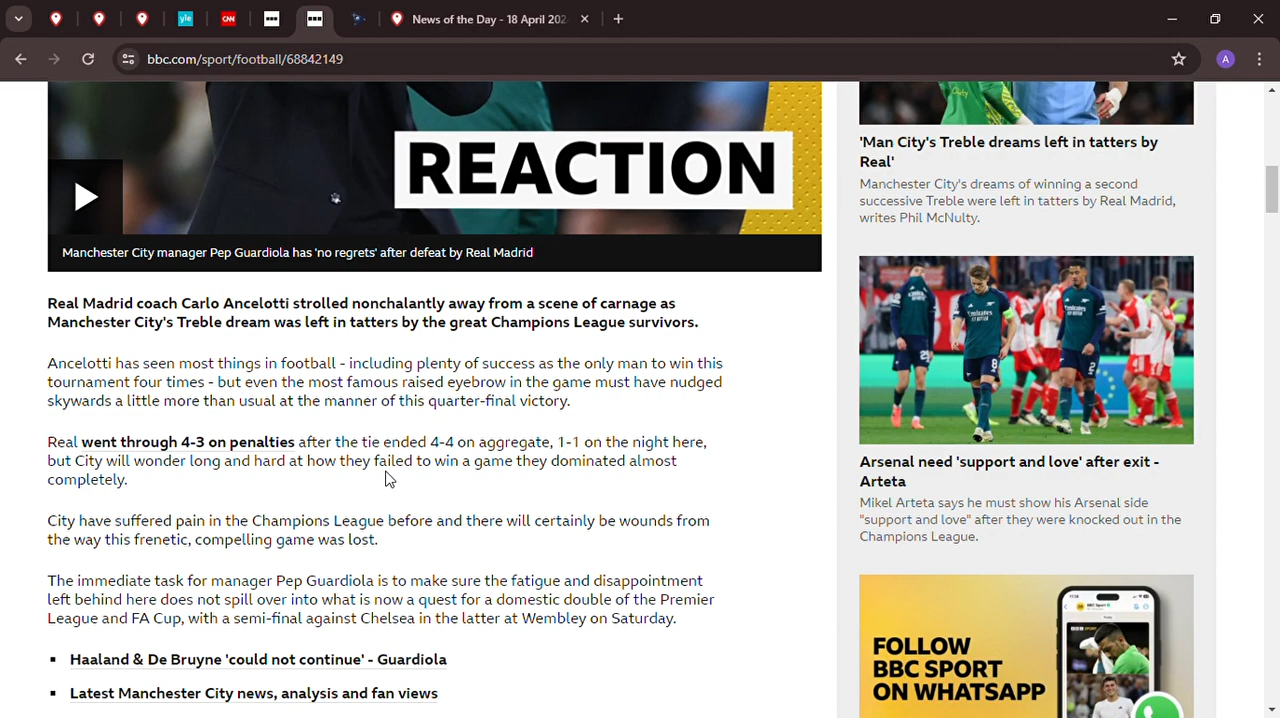 yle
CNN
News of the Day - 18 April 202
bbc.com/sport/football/68842149
A
REACTION
Manchester City manager Pep Guardiola has 'no regrets' after defeat by Real Madrid
Real Madrid coach Carlo Ancelotti strolled nonchalantly away from a scene of carnage as
Manchester City's Treble dream was left in tatters by the great Champions League survivors.
Ancelotti has seen most things in football - including plenty of success as the only man to win this
tournament four times - but even the most famous raised eyebrow in the game must have nudged
skywards a little more than usual at the manner of this quarter-final victory.
Real went through 4-3 on penalties after the tie ended 4-4 on aggregate, 1-1 on the night here,
but City will wonder long and hard at how they failed to win a game they dominated almost
completely.
City have suffered pain in the Champions League before and there will certainly be wounds from
the way this frenetic, compelling game was lost.
The immediate task for manager Pep Guardiola is to make sure the fatigue and disappointment
left behind here does not spill over into what is now a quest for a domestic double of the Premier
League and FA Cup, with a semi-final against Chelsea in the latter at Wembley on Saturday.
Haaland & De Bruyne 'could not continue' - Guardiola
Latest Manchester City news, analysis and fan views
'Man City's Treble dreams left in tatters by
Real'
Manchester City's dreams of winning a second
successive Treble were left in tatters by Real Madrid,
writes Phil McNulty.
Arsenal need 'support and love' after exit -
Arteta
Mikel Arteta says he must show his Arsenal side
"support and love" after they were knocked out in the
Champions League.
FOLLOW
BBC SPORT
ON WHATSAPP